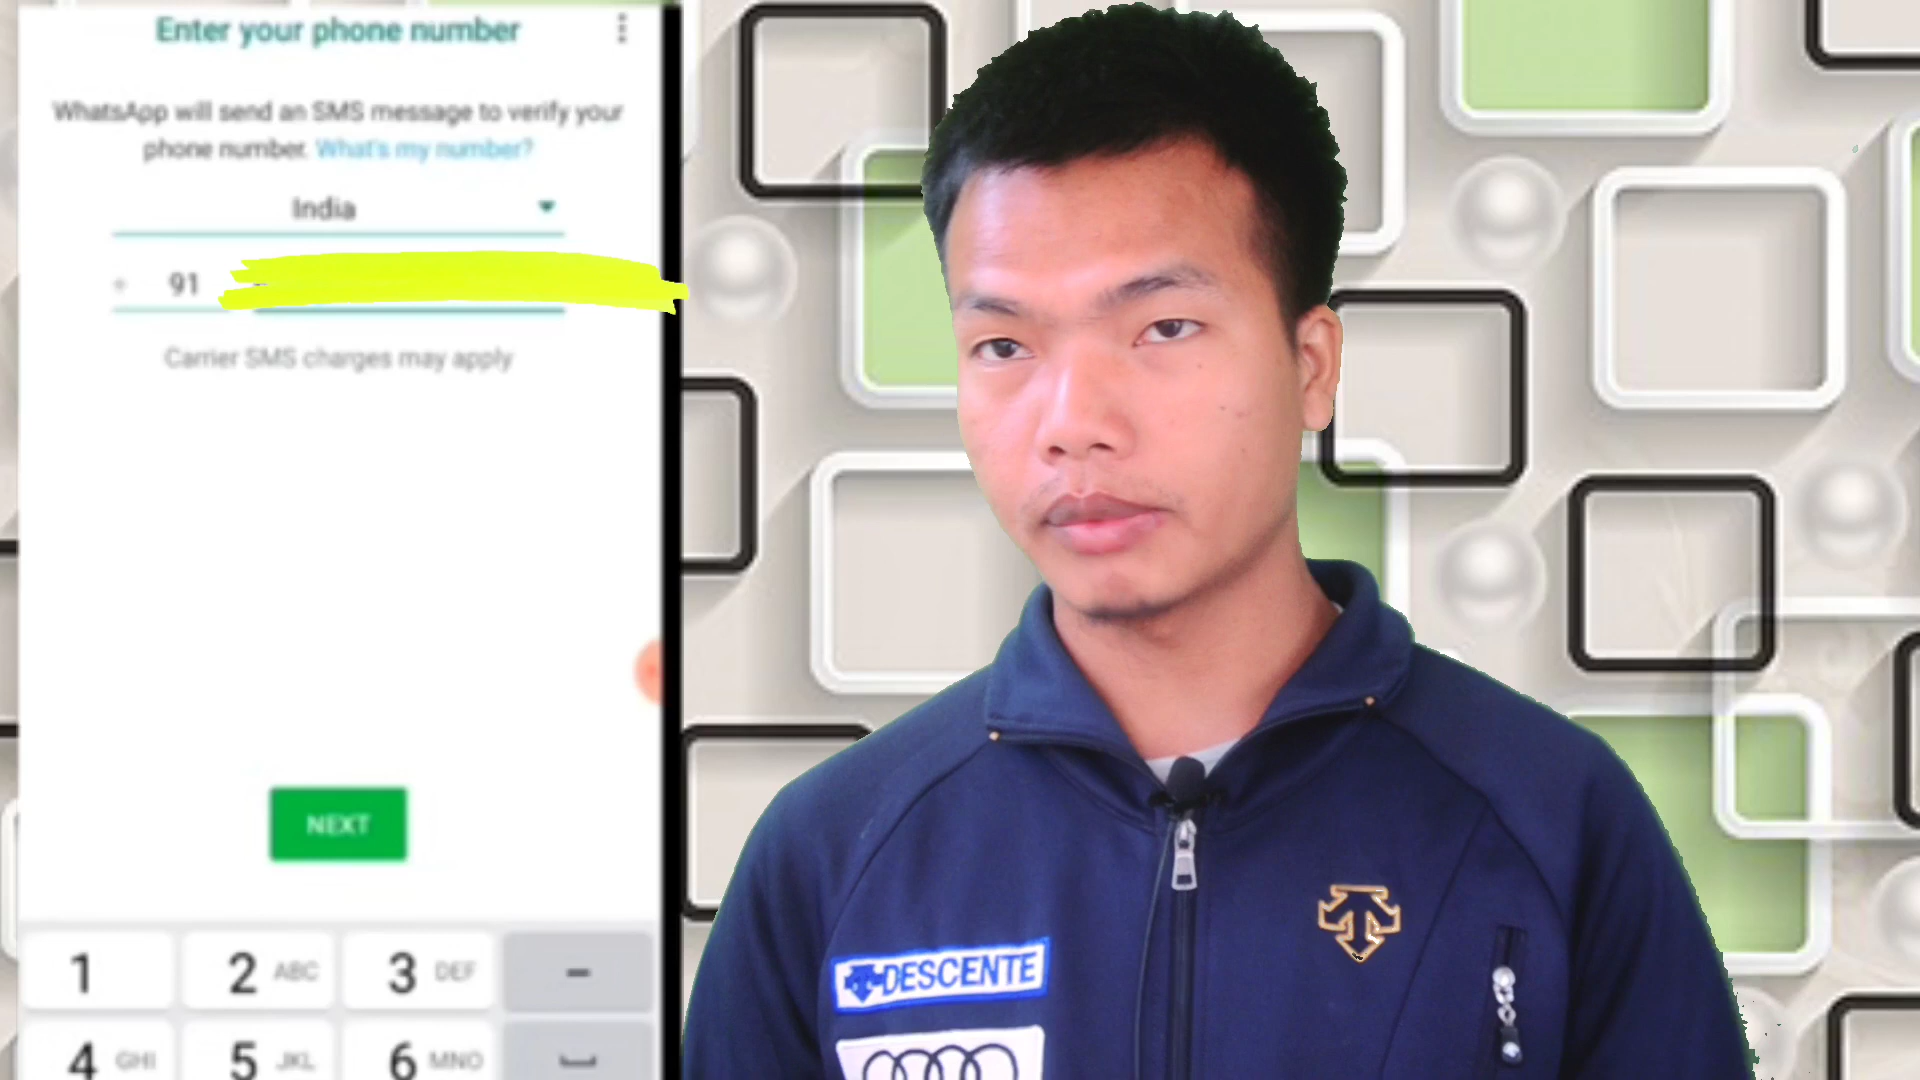 Enter your phone number
WhatsApp will send an SMS message to verify your
phone number. What's my number?
India
+ 91
Carrier SMS charges may apply
NEXT
1
2 ABC
3 DEF
-
4 GHI
5 JKL
6 MNO
DESCENTE